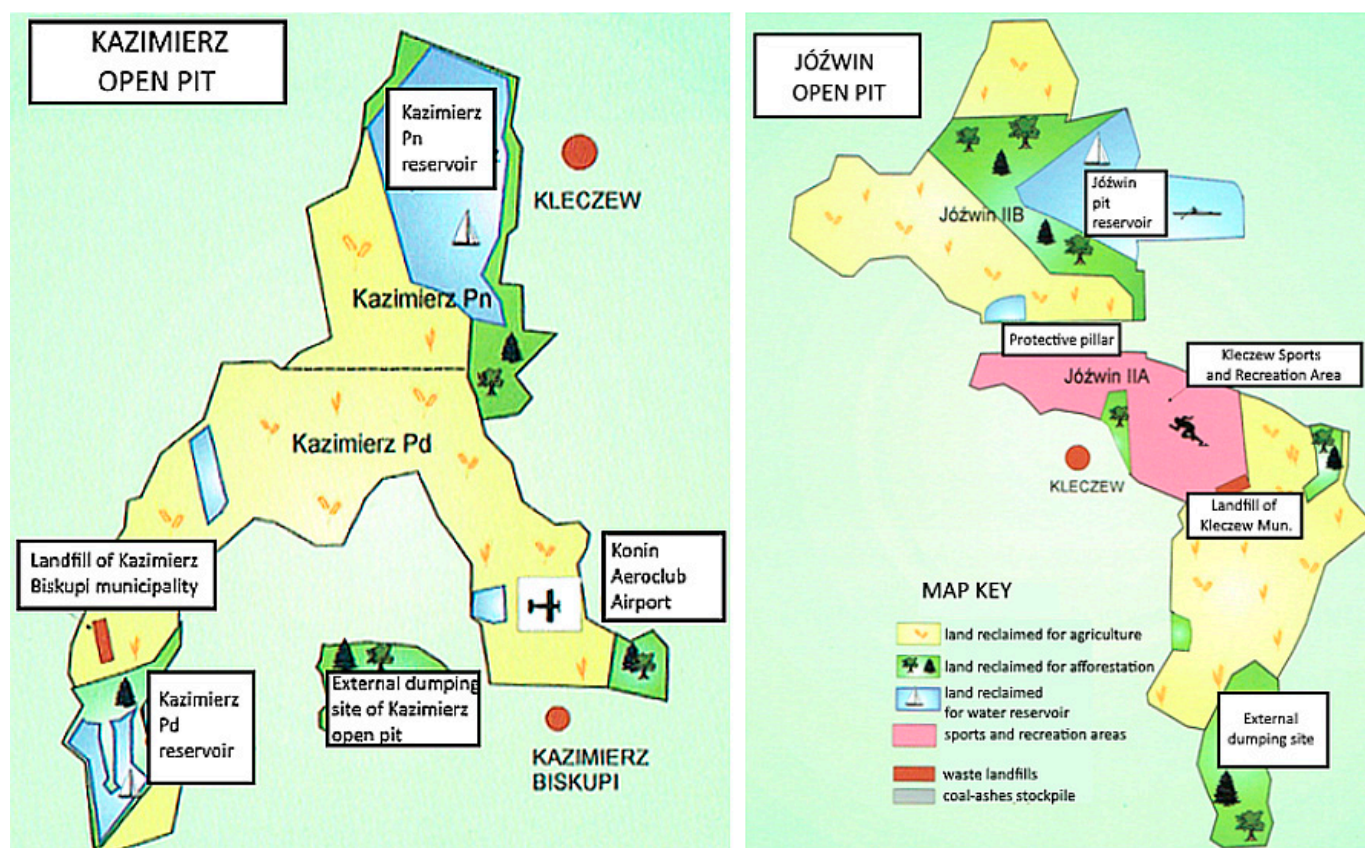 KAZIMIERZ
OPEN PIT
Kazimierz
Pn
reservoir
KLECZEW
Kazimierz Pn
Kazimierz Pd
Landfill of Kazimierz
Biskupi municipality
Konin
Aeroclub
Airport
Kazimierz
Pd
reservoir
External dumping
site of Kazimierz
open pit
KAZIMIERZ
BISKUPI
JÓŹWIN
OPEN PIT
Jóźwin
pit
reservoir
Jóźwin IIB
Protective pillar
Kleczew Sports
and Recreation Area
Jóźwin IIA
KLECZEW
Landfill of
Kleczew Mun.
MAP KEY
land reclaimed for agriculture
land reclaimed for afforestation
land reclaimed
for water reservoir
sports and recreation areas
waste landfills
coal-ashes stockpile
External
dumping site